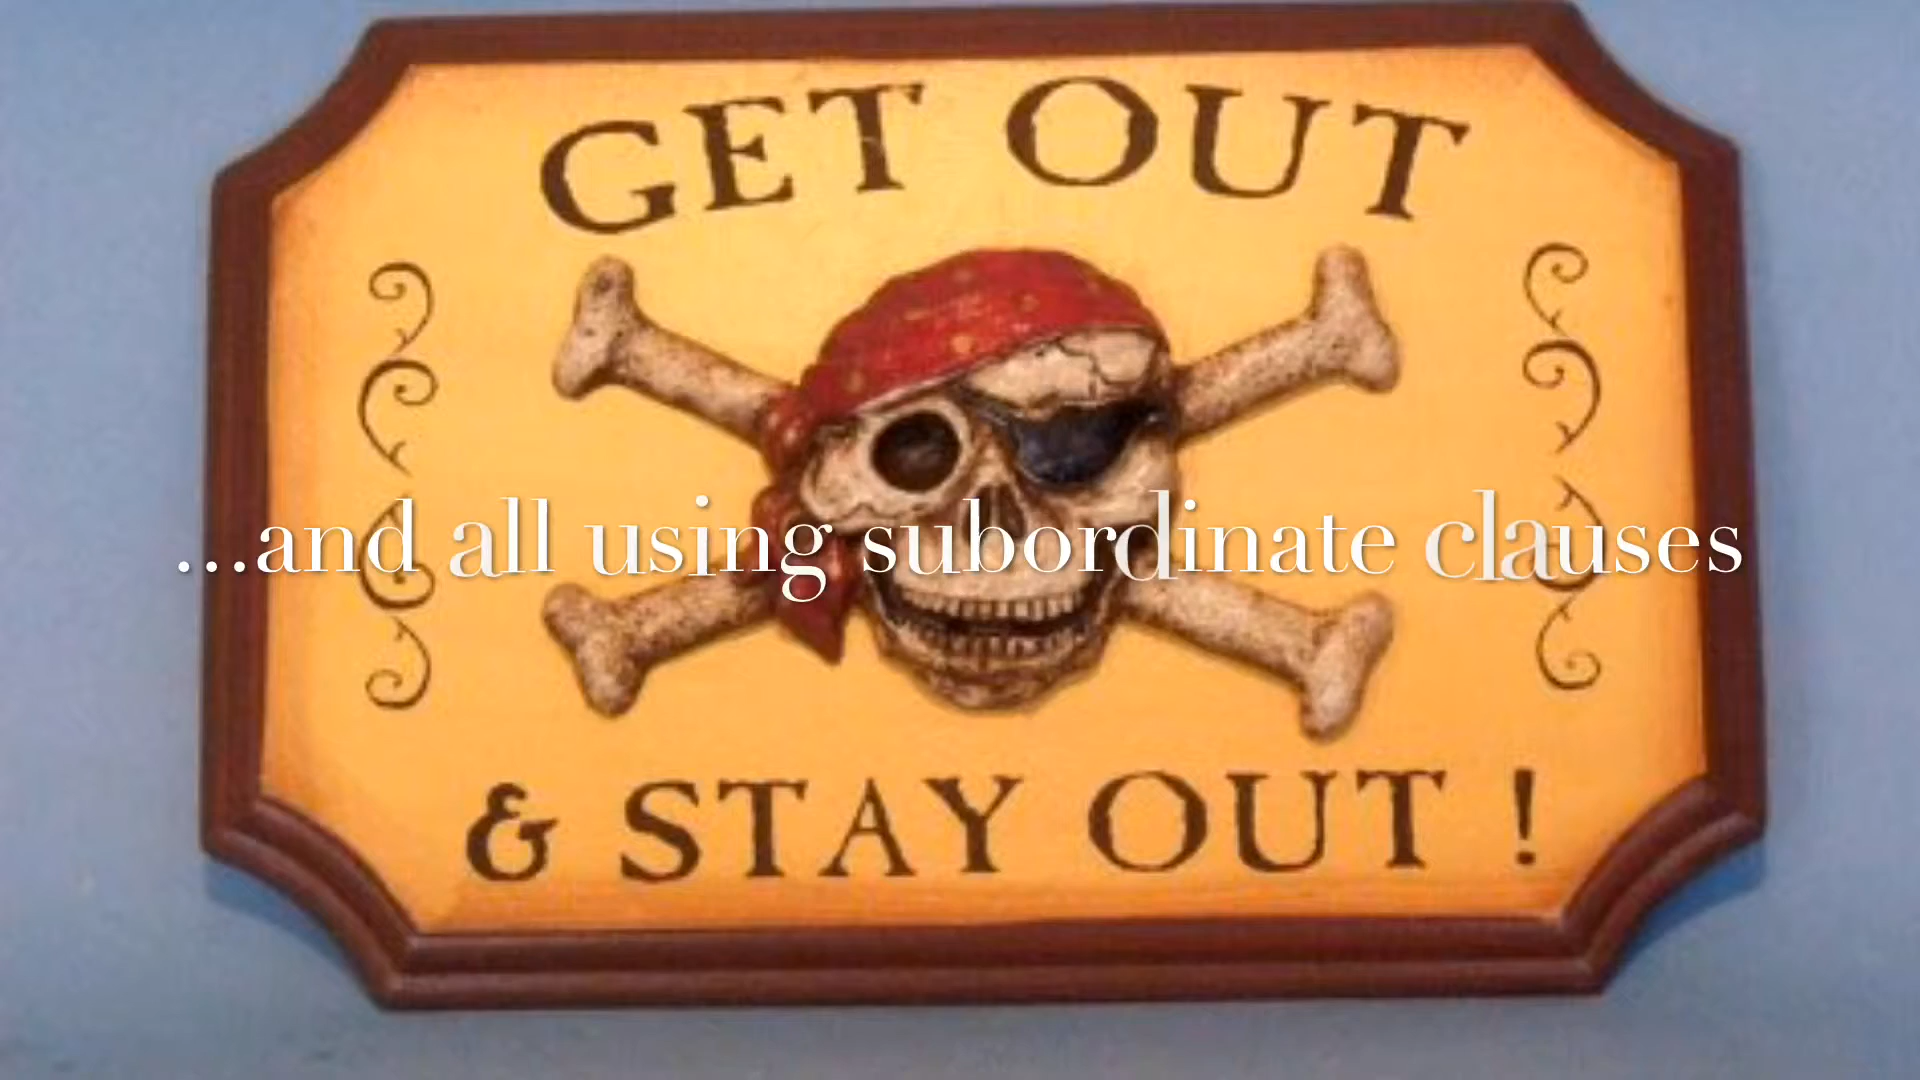 GET OUT
...and all using subordinate clauses
& STAY OUT !